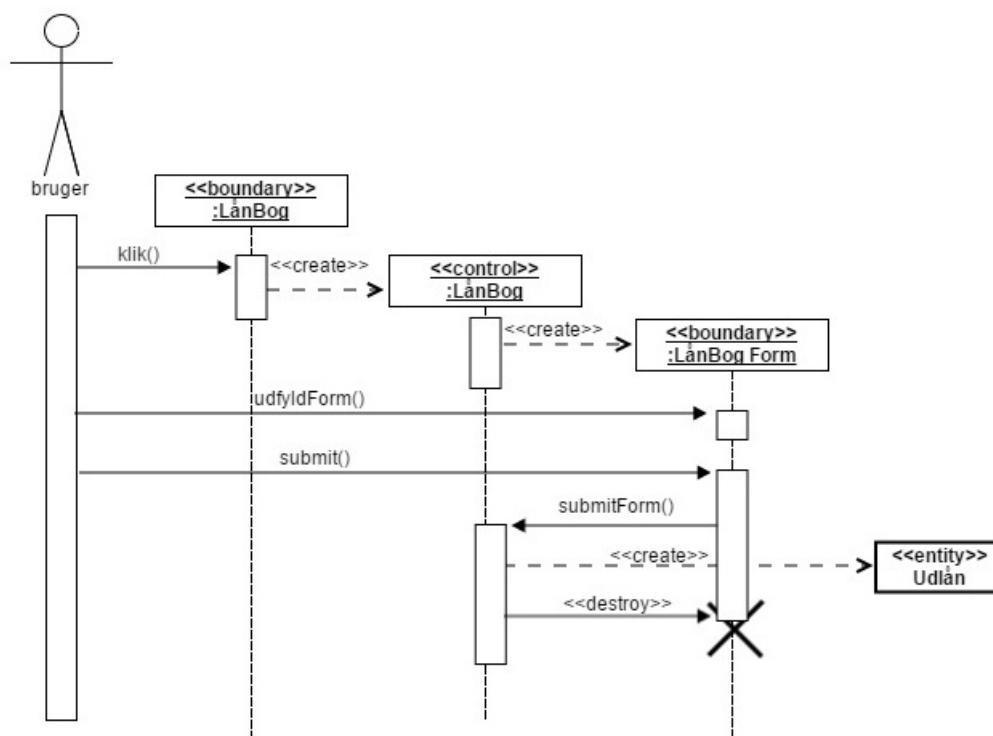 bruger
<<boundary>>
:LånBog
klik()
<<create>>
<<control>>
:LånBog
<<create>>
<<boundary>>
:LånBog Form
udfyldForm()
submit()
submitForm()
<<create>>
<<entity>>
Udlån
<<destroy>>